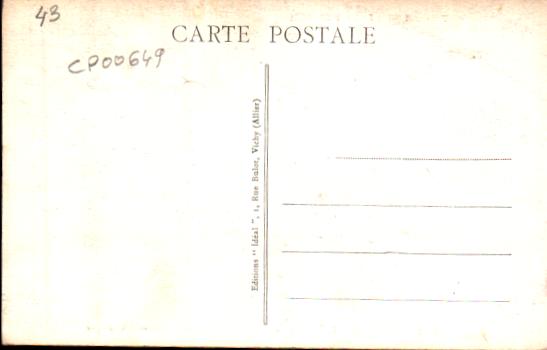 43
CARTE POSTALE
CP00649
Editions " Idéal ", 1, Rue Bulot, Vichy (Allier)